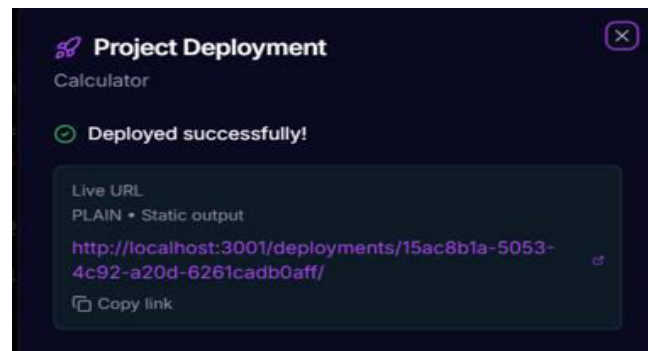 Project Deployment
Calculator
Deployed successfully!
Live URL
PLAIN • Static output
http://localhost:3001/deployments/15ac8b1a-5053-
4c92-a20d-6261cadb0aff/
Copy link